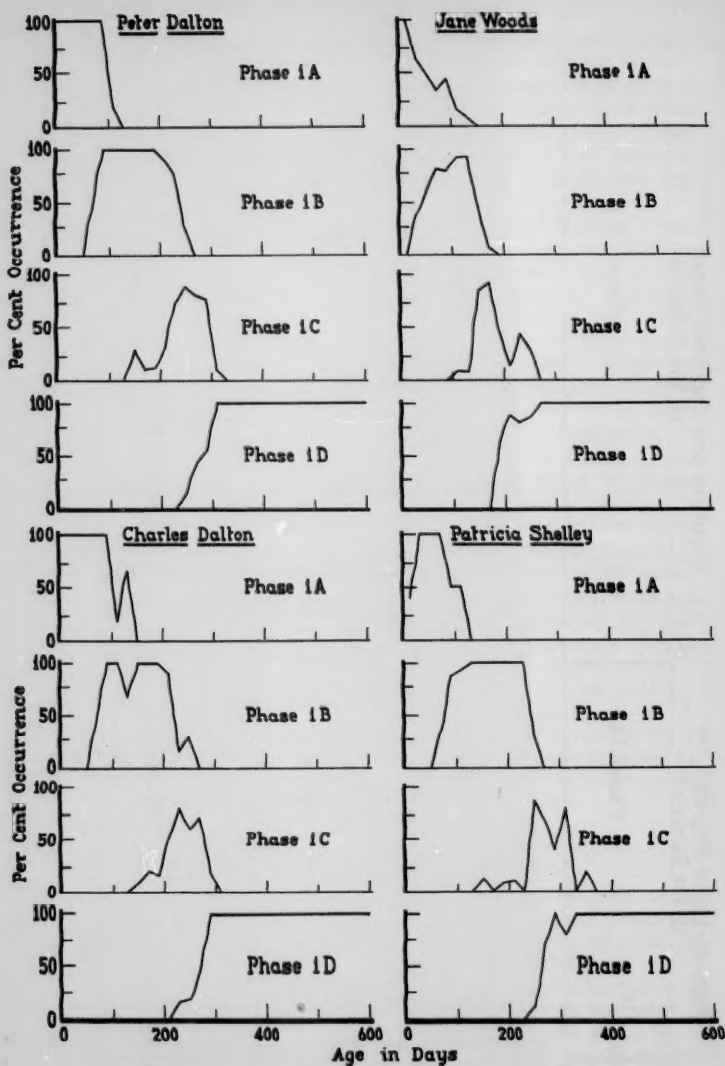 Peter Dalton
100
50
0
Phase 1A
100
50
0
Phase 1B
100
50
0
Phase 1C
100
50
0
Phase 1D
Jane Woods
Phase 1A
Phase 1B
Phase 1C
Phase 1D
Per Cent Occurrence
Charles Dalton
100
50
0
Phase 1A
100
50
0
Phase 1B
100
50
0
Phase 1C
100
50
0
Phase 1D
0 200 400 600
Patricia Shelley
Phase 1A
Phase 1B
Phase 1C
Phase 1D
0 200 400 600
Per Cent Occurrence
Age in Days